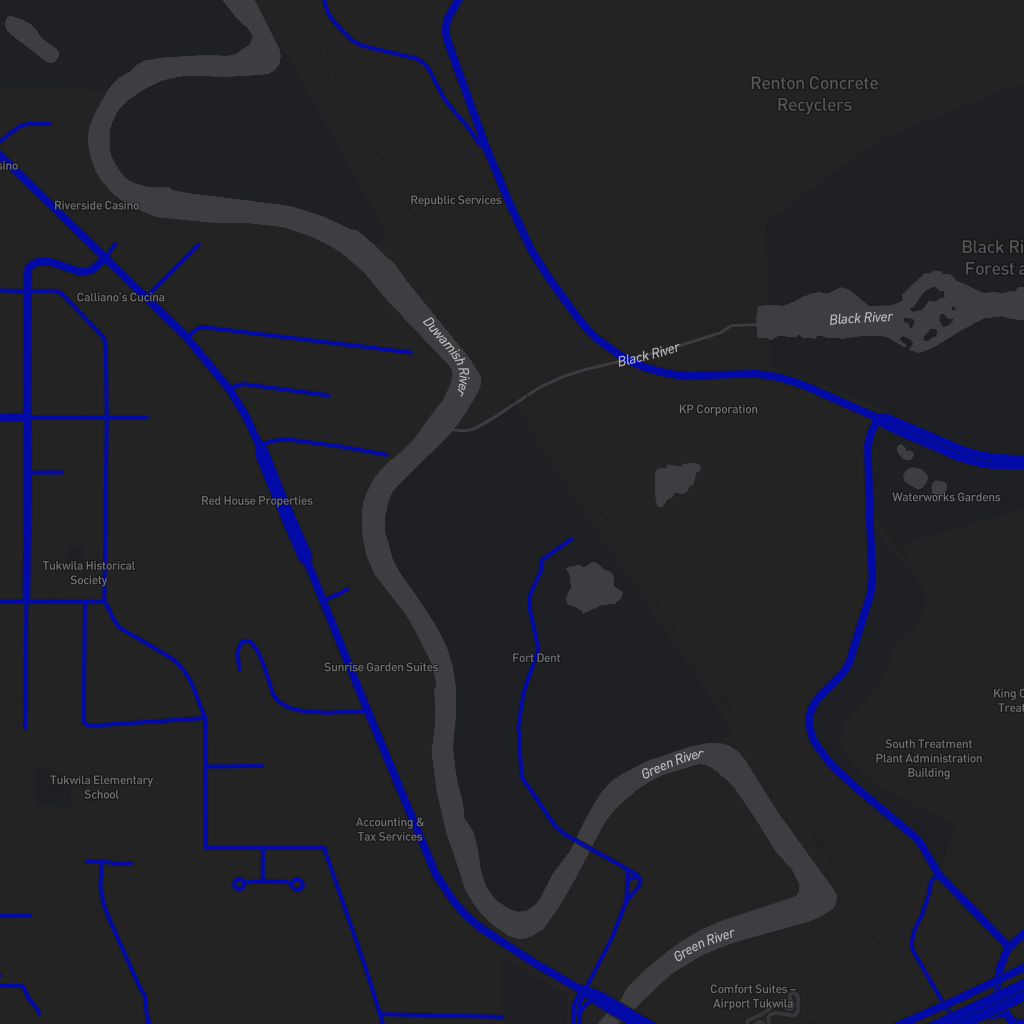 Renton Concrete
Recyclers
sino
Riverside Casino
Republic Services
Black Ri
Forest a
Calliano's Cucina
Black River
Duwamish River
Black River
KP Corporation
Red House Properties
Waterworks Gardens
Tukwila Historical
Society
Fort Dent
Sunrise Garden Suites
King C
Treat
South Treatment
Plant Administration
Building
Green River
Tukwila Elementary
School
Accounting &
Tax Services
Green River
Comfort Suites –
Airport Tukwila